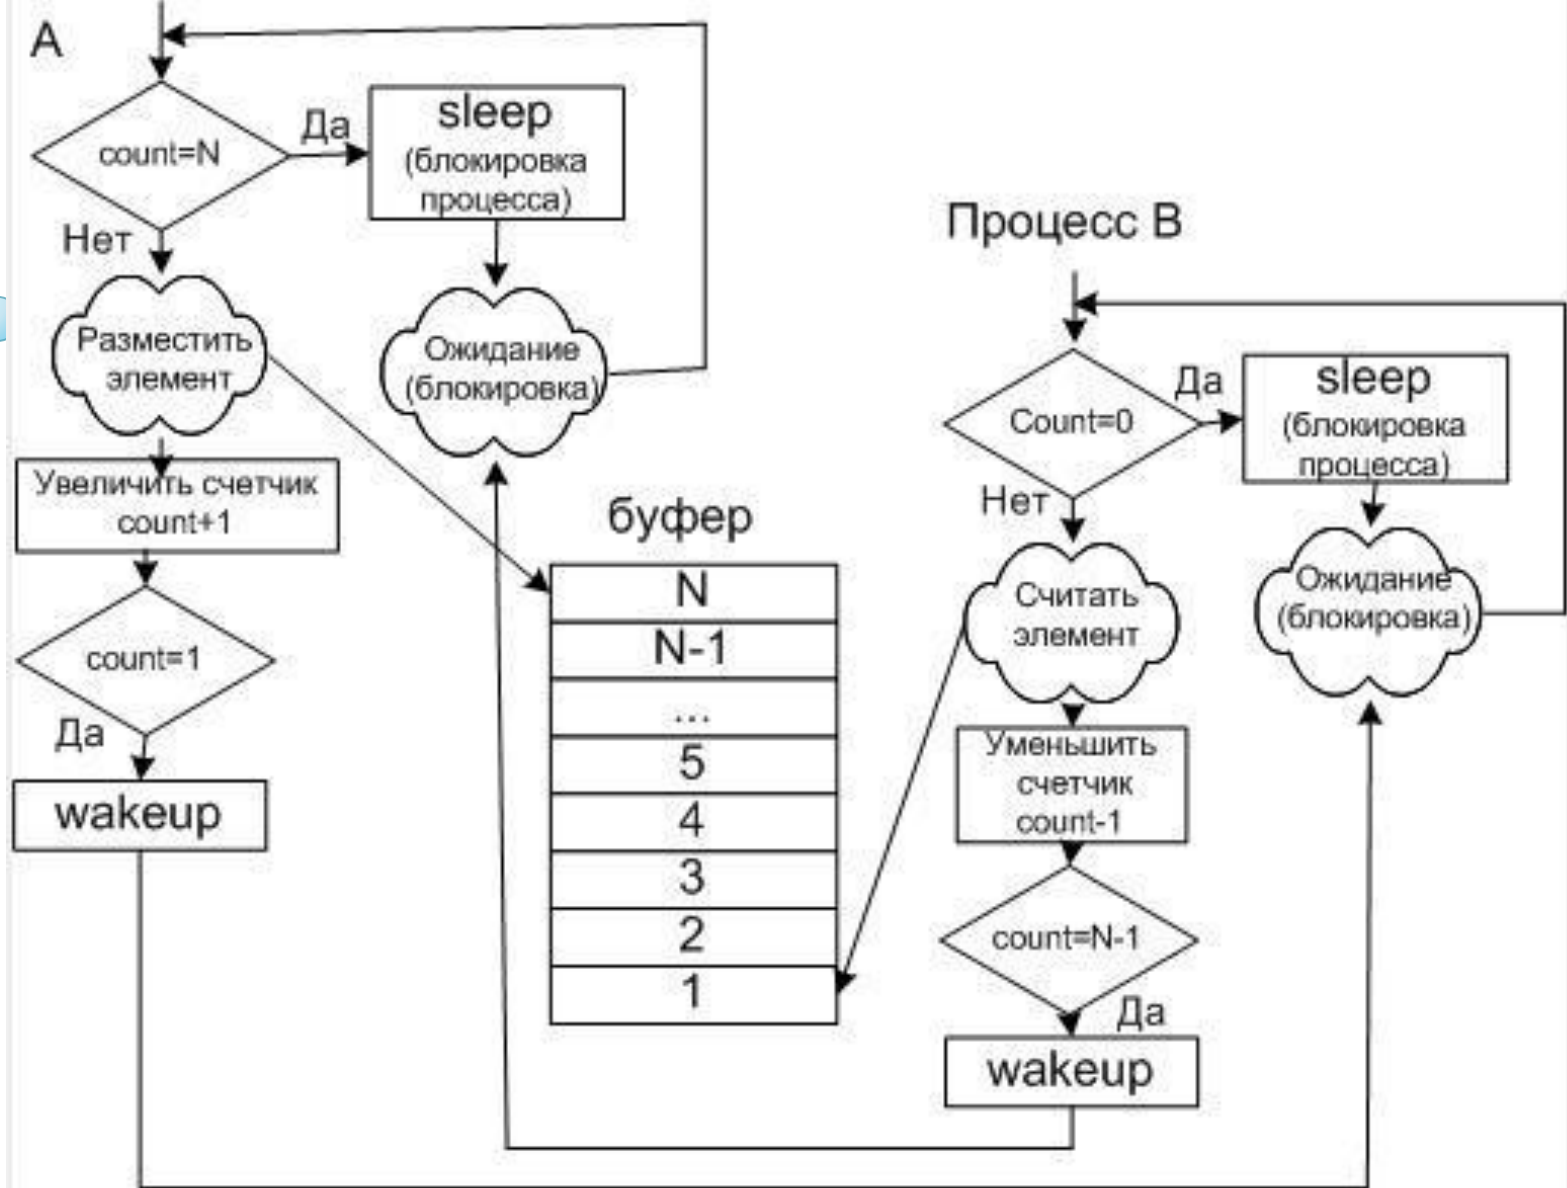 А
count=N
Да
sleep
(блокировка
процесса)
Нет
Разместить
элемент
Ожидание
(блокировка)
Увеличить счетчик
count+1
count=1
Да
wakeup
буфер
N
N-1
...
5
4
3
2
1
Процесс В
Count=0
Да
sleep
(блокировка
процесса)
Нет
Считать
элемент
Ожидание
(блокировка)
Уменьшить
счетчик
count-1
count=N-1
Да
wakeup